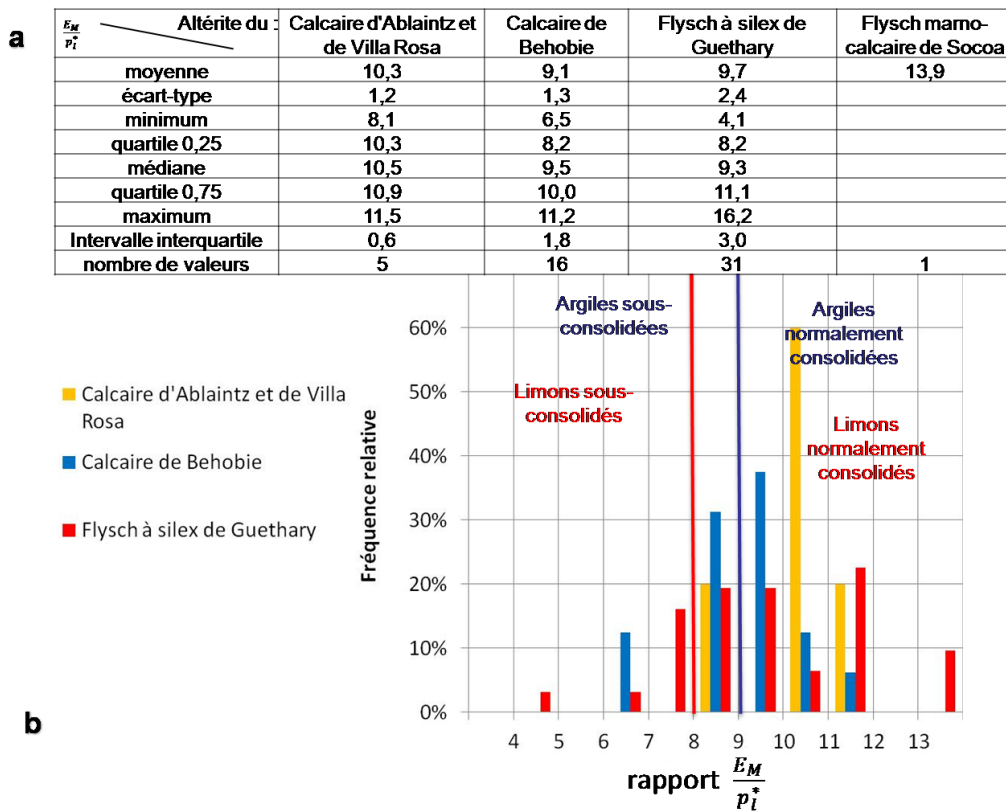 a
E_M / p_l* Altérite du : Calcaire d'Ablaintz et de Villa Rosa Calcaire de Behobie Flysch à silex de Guethary Flysch marno-calcaire de Socoa
moyenne 10,3 9,1 9,7 13,9
écart-type 1,2 1,3 2,4
minimum 8,1 6,5 4,1
quartile 0,25 10,3 8,2 8,2
médiane 10,5 9,5 9,3
quartile 0,75 10,9 10,0 11,1
maximum 11,5 11,2 16,2
Intervalle interquartile 0,6 1,8 3,0
nombre de valeurs 5 16 31 1
Argiles sous-
consolidées
Argiles
normalement
consolidées
Limons sous-
consolidés
Limons
normalement
consolidés
Calcaire d'Ablaintz et de Villa
Rosa
Calcaire de Behobie
Flysch à silex de Guethary
Fréquence relative
60%
50%
40%
30%
20%
10%
0%
b
4 5 6 7 8 9 10 11 12 13
rapport E_M / p_l*